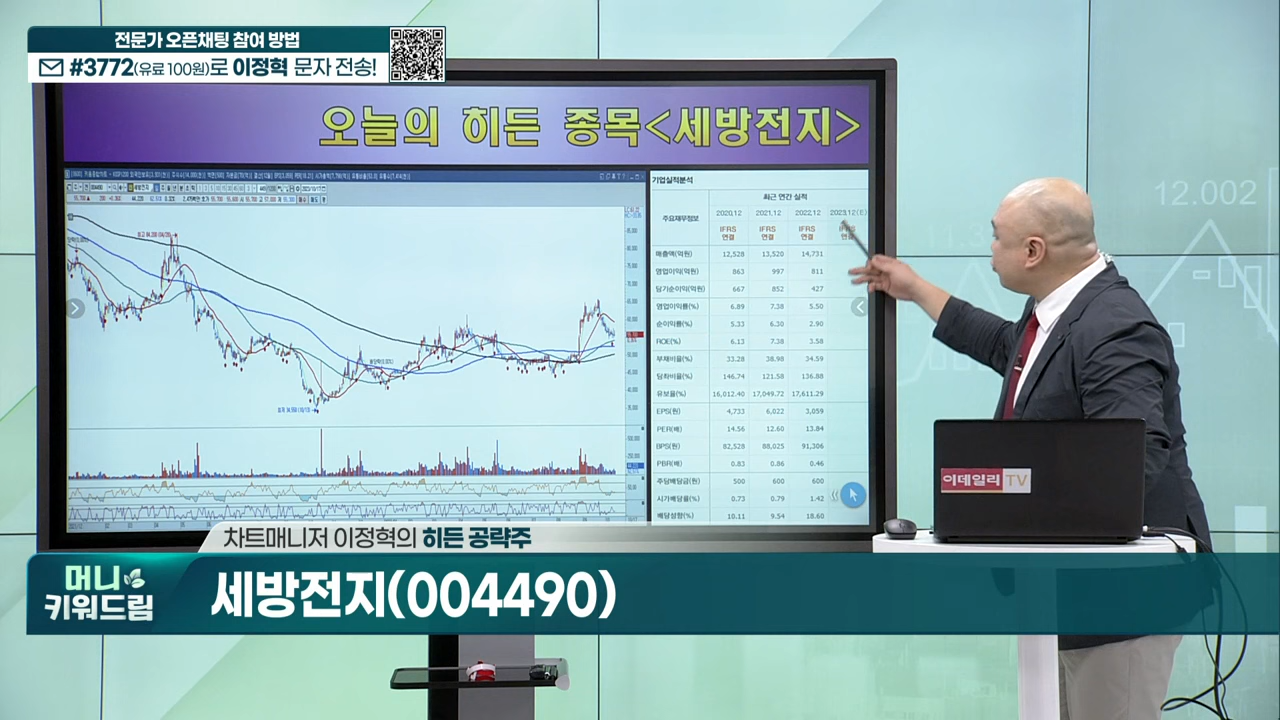 전문가 오픈채팅 참여 방법
#3772(유료 100원)로 이정혁 문자 전송!
오늘의 히든 종목<세방전지>
12.002
기업실적분석
주요재무정보 최근 연간 실적
2020.12 2021.12 2022.12 2023.12(E)
IFRS 연결 IFRS 연결 IFRS 연결 IFRS 연결
매출액(억원) 12,528 13,520 14,731
영업이익(억원) 863 997 811
당기순이익(억원) 667 852 427
영업이익률(%) 6.89 7.38 5.50
순이익률(%) 5.33 6.30 2.90
ROE(%) 6.13 7.38 3.58
부채비율(%) 33.28 38.98 34.59
당좌비율(%) 146.74 121.58 136.88
유보율(%) 16,012.40 17,049.72 17,611.29
EPS(원) 4,733 6,022 3,059
PER(배) 14.56 12.60 13.84
BPS(원) 82,528 88,025 91,306
PBR(배) 0.83 0.86 0.46
주당배당금(원) 500 600 600
시가배당률(%) 0.73 0.79 1.42
배당성향(%) 10.11 9.54 18.60
이데일리 TV
차트매니저 이정혁의 히든 공략주
머니
키워드림
세방전지(004490)